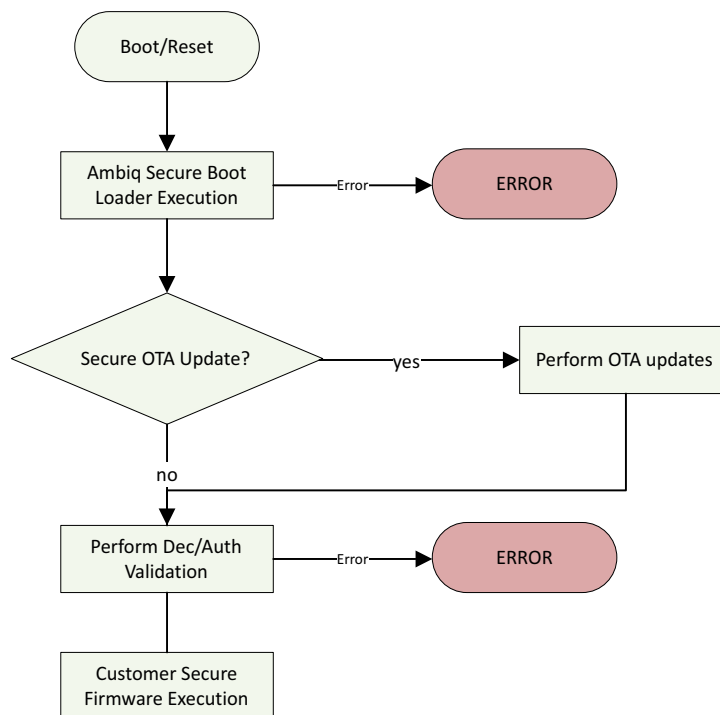 Boot/Reset
Ambiq Secure Boot
Loader Execution
Error
ERROR
Secure OTA Update?
yes
Perform OTA updates
no
Perform Dec/Auth
Validation
Error
ERROR
Customer Secure
Firmware Execution